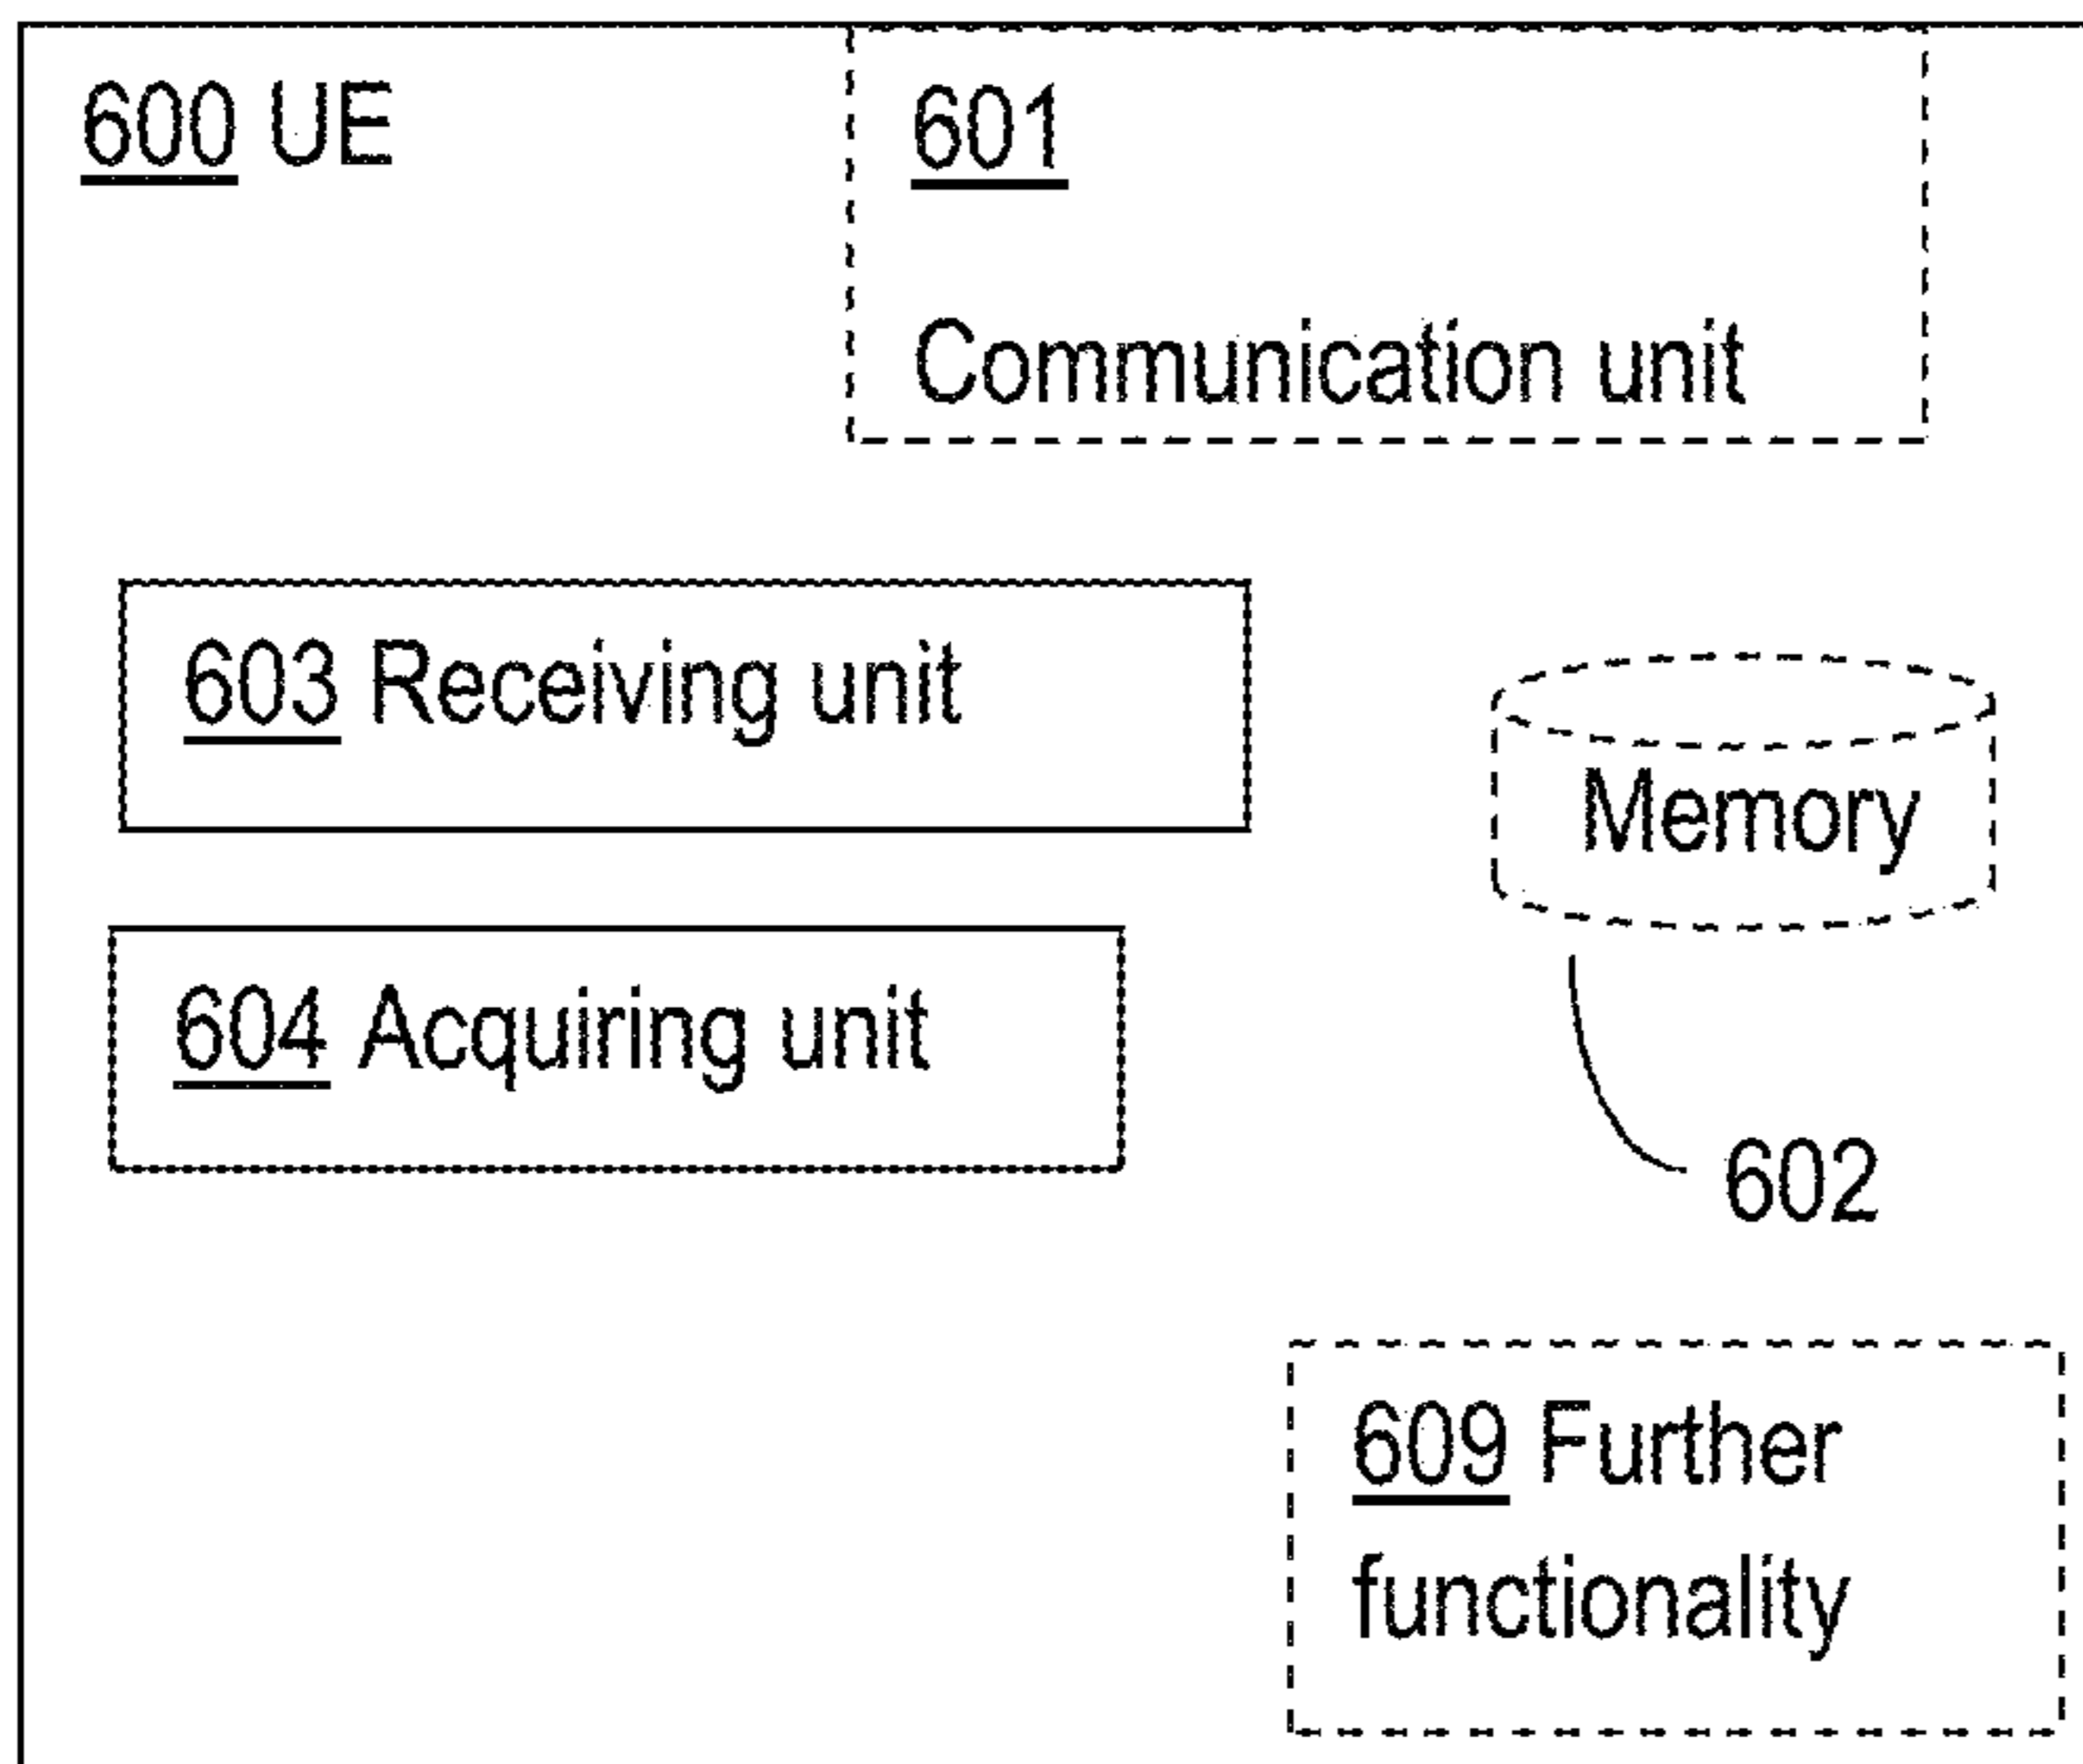 600 UE
601
Communication unit
603 Receiving unit
Memory
604 Acquiring unit
602
609 Further
functionality